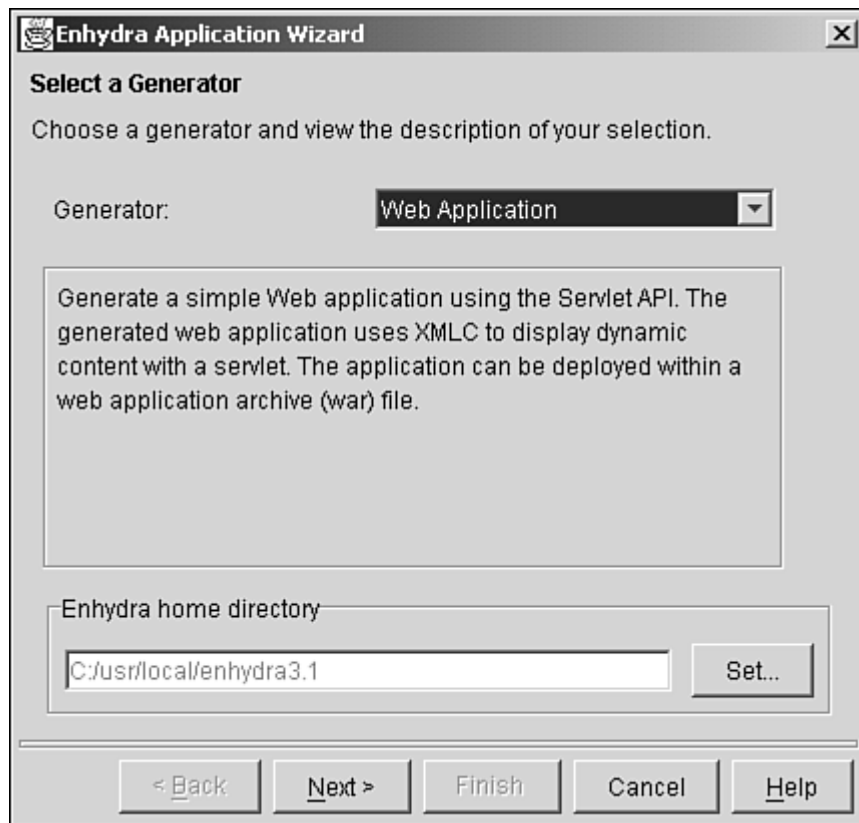 Enhydra Application Wizard
Select a Generator
Choose a generator and view the description of your selection.
Generator: Web Application
Generate a simple Web application using the Servlet API. The
generated web application uses XMLC to display dynamic
content with a servlet. The application can be deployed within a
web application archive (war) file.
Enhydra home directory
C:/usr/local/enhydra3.1 Set...
< Back Next > Finish Cancel Help